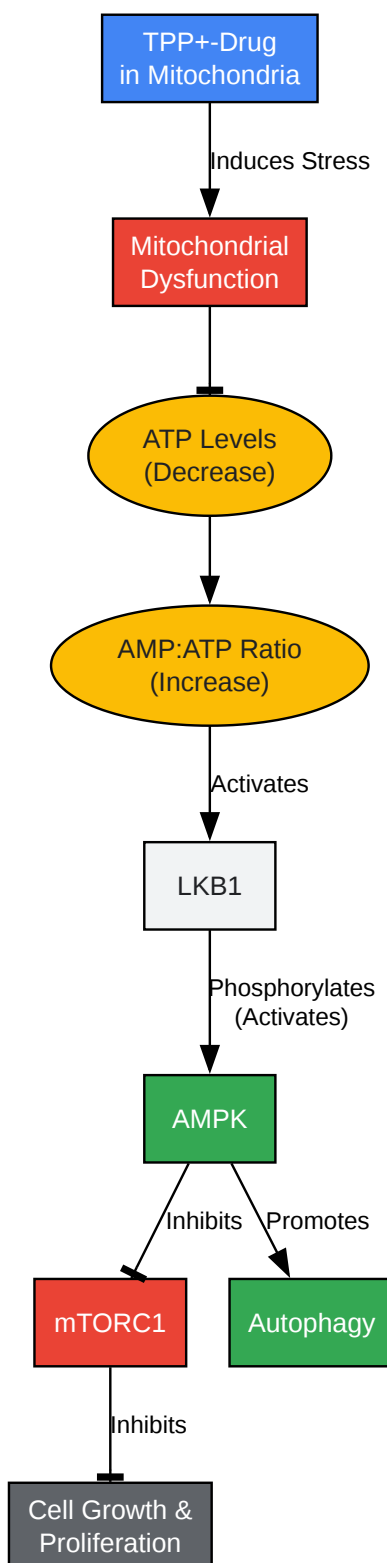 TPP+-Drug
in Mitochondria
Induces Stress
Mitochondrial
Dysfunction
ATP Levels
(Decrease)
AMP:ATP Ratio
(Increase)
Activates
LKB1
Phosphorylates
(Activates)
AMPK
Inhibits
Promotes
mTORC1
Autophagy
Inhibits
Cell Growth &
Proliferation